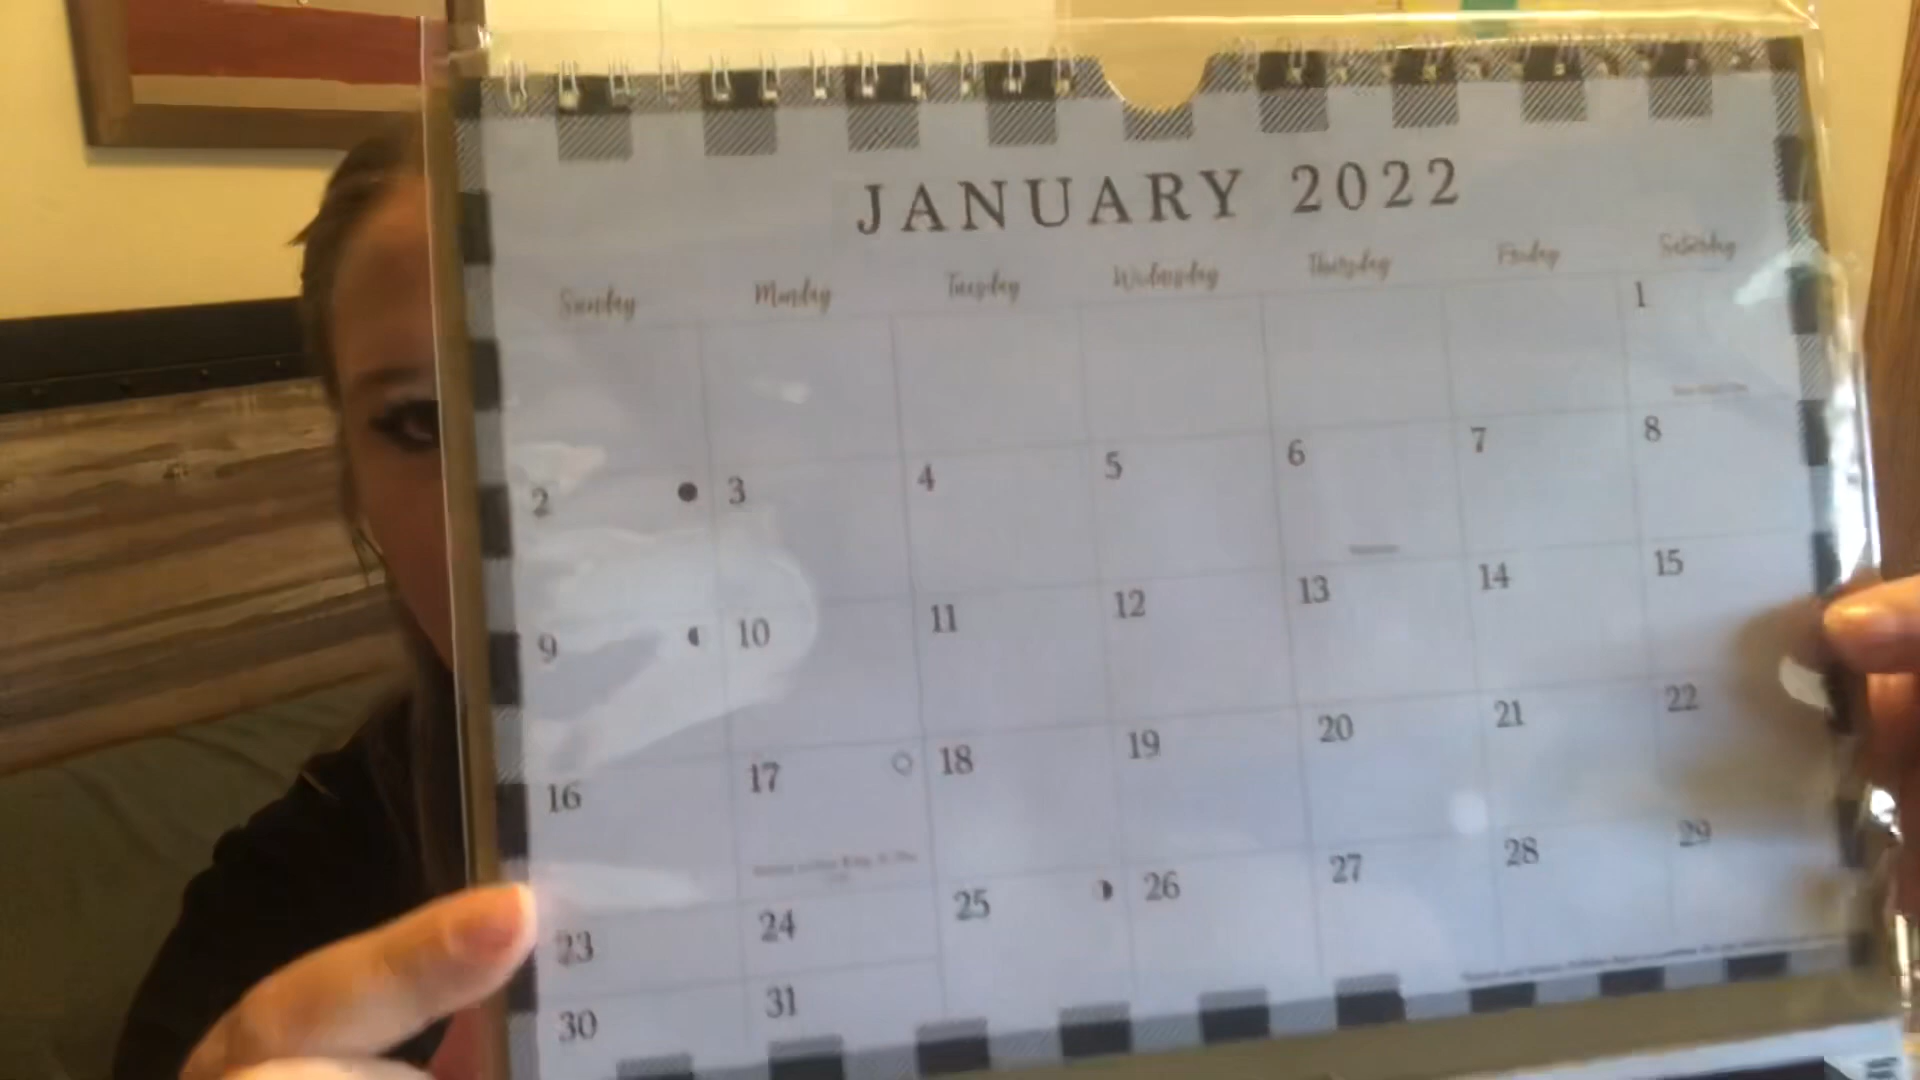 JANUARY 2022
Sunday Monday Tuesday Wednesday Thursday Friday Saturday
1
2 3 4 5 6 7 8
9 10 11 12 13 14 15
16 17 18 19 20 21 22
23 24 25 26 27 28 29
30 31